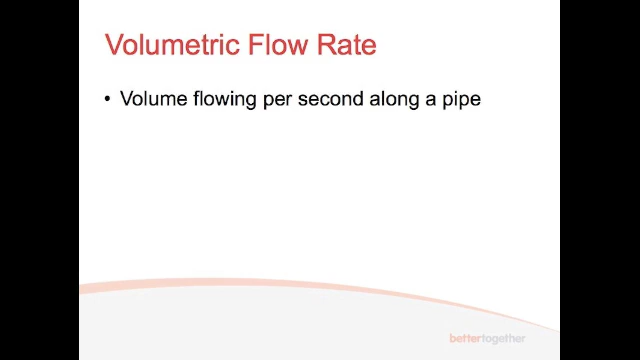 Volumetric Flow Rate
• Volume flowing per second along a pipe
bettertogether